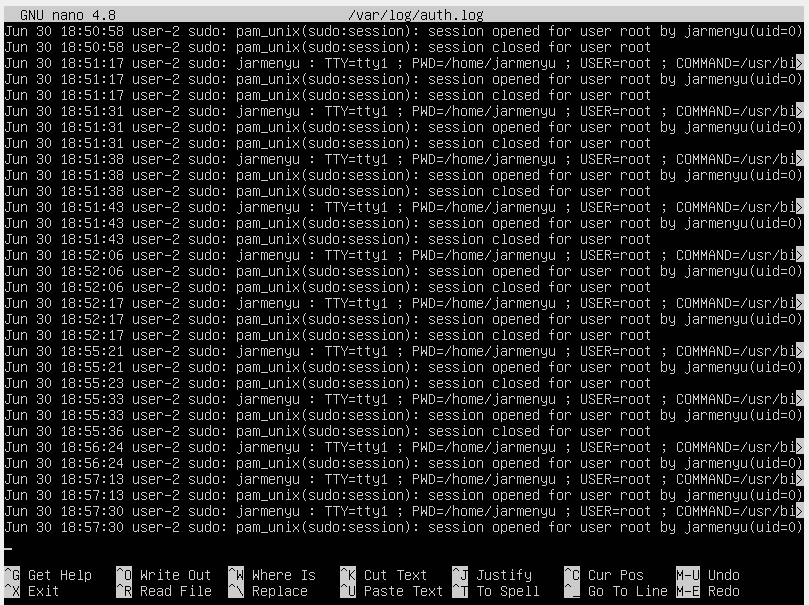 GNU nano 4.8 /var/log/auth.log
Jun 30 18:50:58 user-2 sudo: pam_unix(sudo:session): session opened for user root by jarmenyu(uid=0)
Jun 30 18:50:58 user-2 sudo: pam_unix(sudo:session): session closed for user root
Jun 30 18:51:17 user-2 sudo: jarmenyu : TTY=tty1 ; PWD=/home/jarmenyu ; USER=root ; COMMAND=/usr/bi>
Jun 30 18:51:17 user-2 sudo: pam_unix(sudo:session): session opened for user root by jarmenyu(uid=0)
Jun 30 18:51:17 user-2 sudo: pam_unix(sudo:session): session closed for user root
Jun 30 18:51:31 user-2 sudo: jarmenyu : TTY=tty1 ; PWD=/home/jarmenyu ; USER=root ; COMMAND=/usr/bi>
Jun 30 18:51:31 user-2 sudo: pam_unix(sudo:session): session opened for user root by jarmenyu(uid=0)
Jun 30 18:51:31 user-2 sudo: pam_unix(sudo:session): session closed for user root
Jun 30 18:51:38 user-2 sudo: jarmenyu : TTY=tty1 ; PWD=/home/jarmenyu ; USER=root ; COMMAND=/usr/bi>
Jun 30 18:51:38 user-2 sudo: pam_unix(sudo:session): session opened for user root by jarmenyu(uid=0)
Jun 30 18:51:38 user-2 sudo: pam_unix(sudo:session): session closed for user root
Jun 30 18:51:43 user-2 sudo: jarmenyu : TTY=tty1 ; PWD=/home/jarmenyu ; USER=root ; COMMAND=/usr/bi>
Jun 30 18:51:43 user-2 sudo: pam_unix(sudo:session): session opened for user root by jarmenyu(uid=0)
Jun 30 18:51:43 user-2 sudo: pam_unix(sudo:session): session closed for user root
Jun 30 18:52:06 user-2 sudo: jarmenyu : TTY=tty1 ; PWD=/home/jarmenyu ; USER=root ; COMMAND=/usr/bi>
Jun 30 18:52:06 user-2 sudo: pam_unix(sudo:session): session opened for user root by jarmenyu(uid=0)
Jun 30 18:52:06 user-2 sudo: pam_unix(sudo:session): session closed for user root
Jun 30 18:52:17 user-2 sudo: jarmenyu : TTY=tty1 ; PWD=/home/jarmenyu ; USER=root ; COMMAND=/usr/bi>
Jun 30 18:52:17 user-2 sudo: pam_unix(sudo:session): session opened for user root by jarmenyu(uid=0)
Jun 30 18:52:17 user-2 sudo: pam_unix(sudo:session): session closed for user root
Jun 30 18:55:21 user-2 sudo: jarmenyu : TTY=tty1 ; PWD=/home/jarmenyu ; USER=root ; COMMAND=/usr/bi>
Jun 30 18:55:21 user-2 sudo: pam_unix(sudo:session): session opened for user root by jarmenyu(uid=0)
Jun 30 18:55:23 user-2 sudo: pam_unix(sudo:session): session closed for user root
Jun 30 18:55:33 user-2 sudo: jarmenyu : TTY=tty1 ; PWD=/home/jarmenyu ; USER=root ; COMMAND=/usr/bi>
Jun 30 18:55:33 user-2 sudo: pam_unix(sudo:session): session opened for user root by jarmenyu(uid=0)
Jun 30 18:55:36 user-2 sudo: pam_unix(sudo:session): session closed for user root
Jun 30 18:56:24 user-2 sudo: jarmenyu : TTY=tty1 ; PWD=/home/jarmenyu ; USER=root ; COMMAND=/usr/bi>
Jun 30 18:56:24 user-2 sudo: pam_unix(sudo:session): session opened for user root by jarmenyu(uid=0)
Jun 30 18:57:13 user-2 sudo: jarmenyu : TTY=tty1 ; PWD=/home/jarmenyu ; USER=root ; COMMAND=/usr/bi>
Jun 30 18:57:13 user-2 sudo: pam_unix(sudo:session): session opened for user root by jarmenyu(uid=0)
Jun 30 18:57:30 user-2 sudo: jarmenyu : TTY=tty1 ; PWD=/home/jarmenyu ; USER=root ; COMMAND=/usr/bi>
Jun 30 18:57:30 user-2 sudo: pam_unix(sudo:session): session opened for user root by jarmenyu(uid=0)
^G Get Help ^O Write Out ^W Where Is ^K Cut Text ^J Justify ^C Cur Pos M-U Undo
^X Exit ^R Read File ^\ Replace ^U Paste Text ^T To Spell ^_ Go To Line M-E Redo